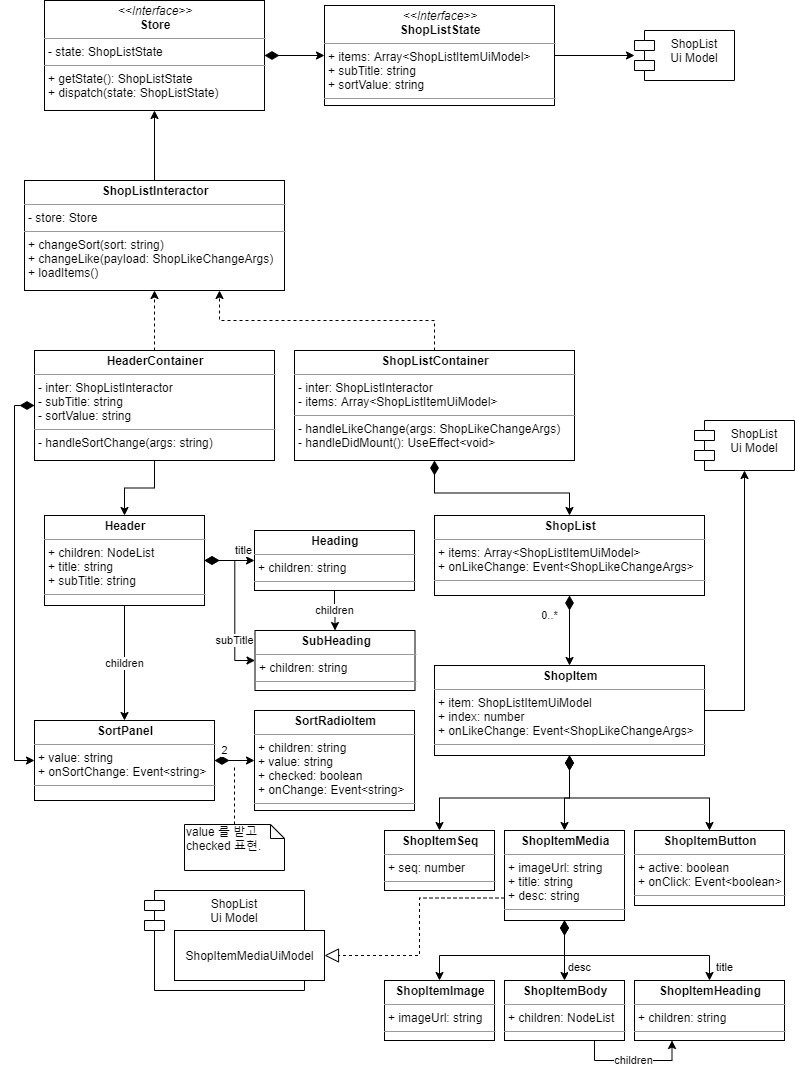 <<Interface>>
Store
- state: ShopListState
+ getState(): ShopListState
+ dispatch(state: ShopListState)
<<Interface>>
ShopListState
+ items: Array<ShopListItemUiModel>
+ subTitle: string
+ sortValue: string
ShopList
Ui Model
ShopListInteractor
- store: Store
+ changeSort(sort: string)
+ changeLike(payload: ShopLikeChangeArgs)
+ loadItems()
HeaderContainer
- inter: ShopListInteractor
- subTitle: string
- sortValue: string
- handleSortChange(args: string)
ShopListContainer
- inter: ShopListInteractor
- items: Array<ShopListItemUiModel>
- handleLikeChange(args: ShopLikeChangeArgs)
- handleDidMount(): UseEffect<void>
ShopList
Ui Model
Header
+ children: NodeList
+ title: string
+ subTitle: string
title
Heading
+ children: string
children
subTitle
SubHeading
+ children: string
ShopList
+ items: Array<ShopListItemUiModel>
+ onLikeChange: Event<ShopLikeChangeArgs>
0..*
children
ShopItem
+ item: ShopListItemUiModel
+ index: number
+ onLikeChange: Event<ShopLikeChangeArgs>
SortPanel
+ value: string
+ onSortChange: Event<string>
2
SortRadioItem
+ children: string
+ value: string
+ checked: boolean
+ onChange: Event<string>
value 를 받고
checked 표현.
ShopItemSeq
+ seq: number
ShopItemMedia
+ imageUrl: string
+ title: string
+ desc: string
ShopItemButton
+ active: boolean
+ onClick: Event<boolean>
ShopList
Ui Model
ShopItemMediaUiModel
desc
title
ShopItemImage
+ imageUrl: string
ShopItemBody
+ children: NodeList
ShopItemHeading
+ children: string
children